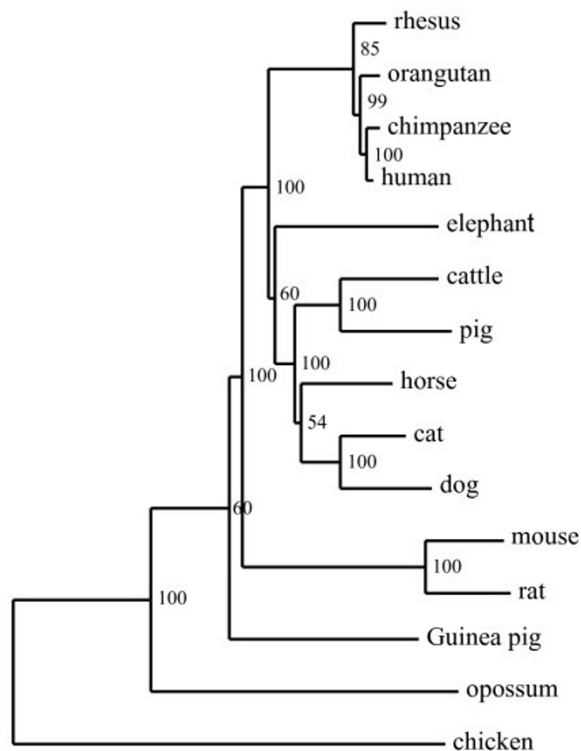 rhesus
85
orangutan
99
chimpanzee
100
human
100
elephant
cattle
60
100
pig
100
horse
100
54
cat
100
dog
60
mouse
100
rat
100
Guinea pig
opossum
chicken